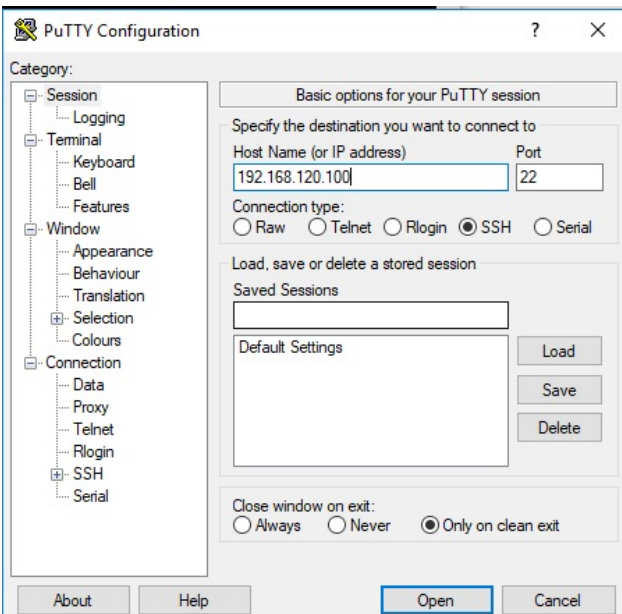 PuTTY Configuration
?
Category:
Session
Logging
Terminal
Keyboard
Bell
Features
Window
Appearance
Behaviour
Translation
Selection
Colours
Connection
Data
Proxy
Telnet
Rlogin
SSH
Serial
Basic options for your PuTTY session
Specify the destination you want to connect to
Host Name (or IP address) Port
192.168.120.100 22
Connection type:
Raw Telnet Rlogin SSH Serial
Load, save or delete a stored session
Saved Sessions
Default Settings
Load
Save
Delete
Close window on exit:
Always Never Only on clean exit
About Help Open Cancel